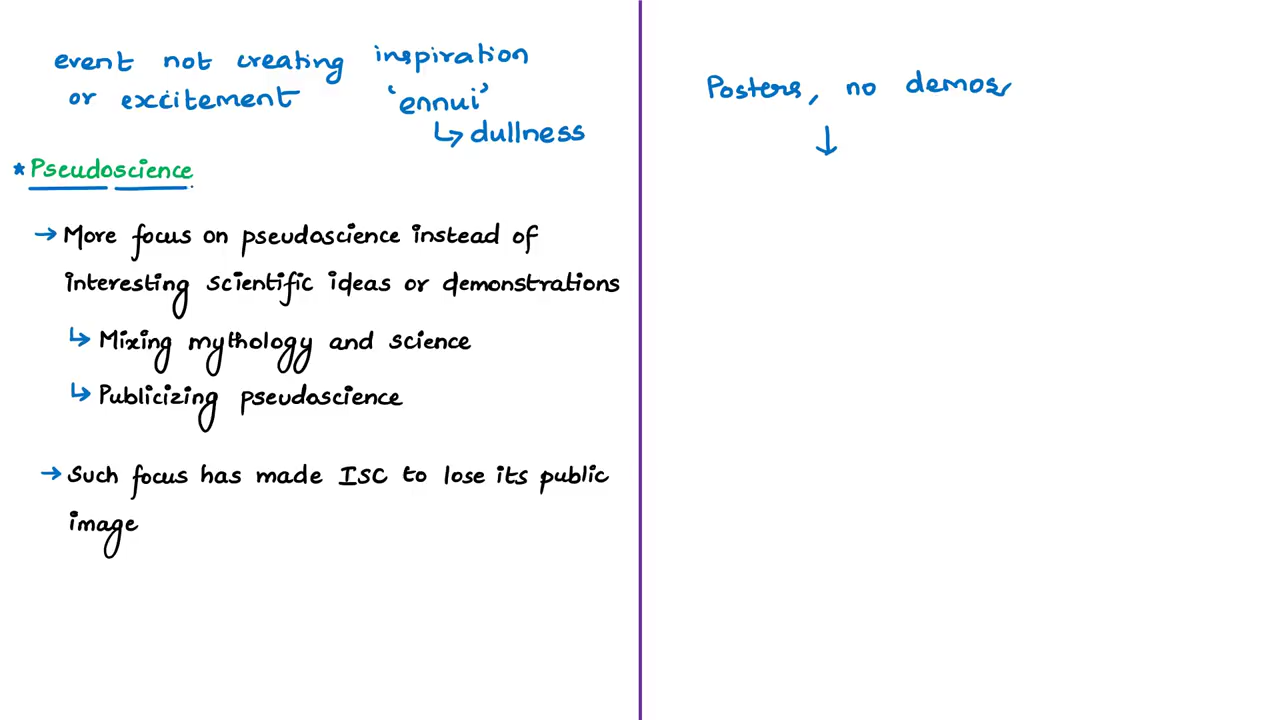 event not creating inspiration
or excitement 'ennui'
↳ dullness
* Pseudoscience
→ More focus on pseudoscience instead of
interesting scientific ideas or demonstrations
↳ Mixing mythology and science
↳ Publicizing pseudoscience
→ Such focus has made ISC to lose its public
image
Posters, no demos,
↓